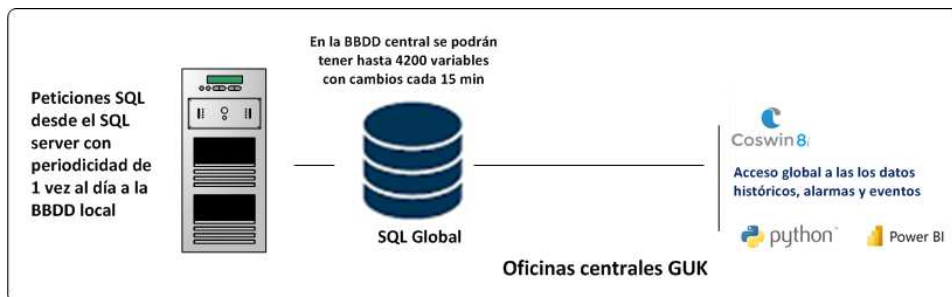 En la BBDD central se podrán
tener hasta 4200 variables
con cambios cada 15 min
Peticiones SQL
desde el SQL
server con
periodicidad de
1 vez al día a la
BBDD local
SQL Global
Coswin 8i
Acceso global a las los datos
históricos, alarmas y eventos
python
Power BI
Oficinas centrales GUK